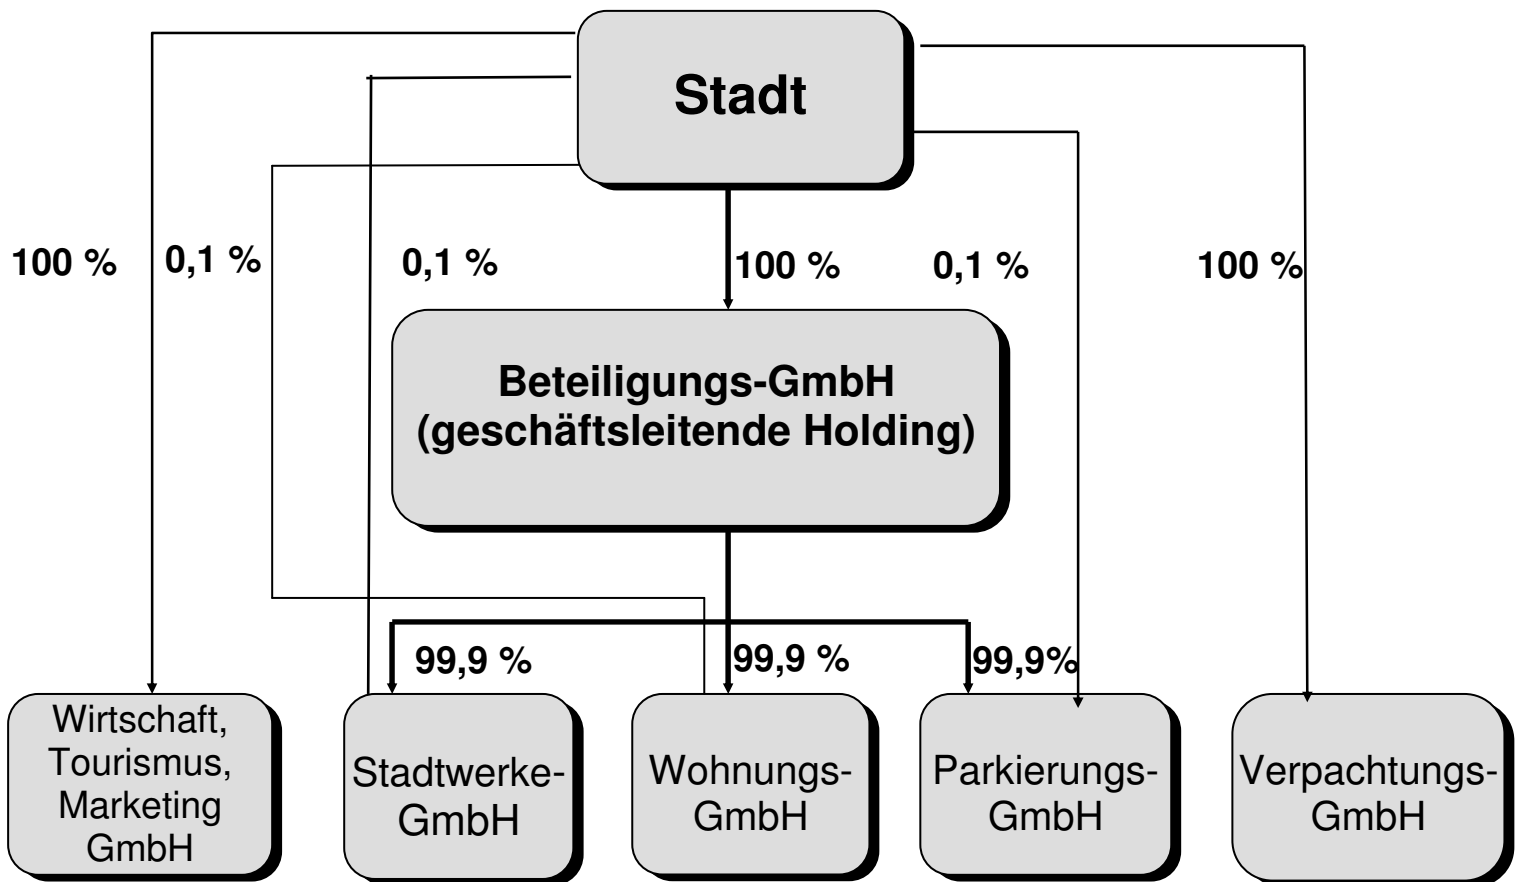 Stadt
100 %
0,1 %
0,1 %
100 %
0,1 %
100 %
Beteiligungs-GmbH
(geschäftsleitende Holding)
99,9 %
99,9 %
99,9%
Wirtschaft,
Tourismus,
Marketing
GmbH
Stadtwerke-
GmbH
Wohnungs-
GmbH
Parkierungs-
GmbH
Verpachtungs-
GmbH